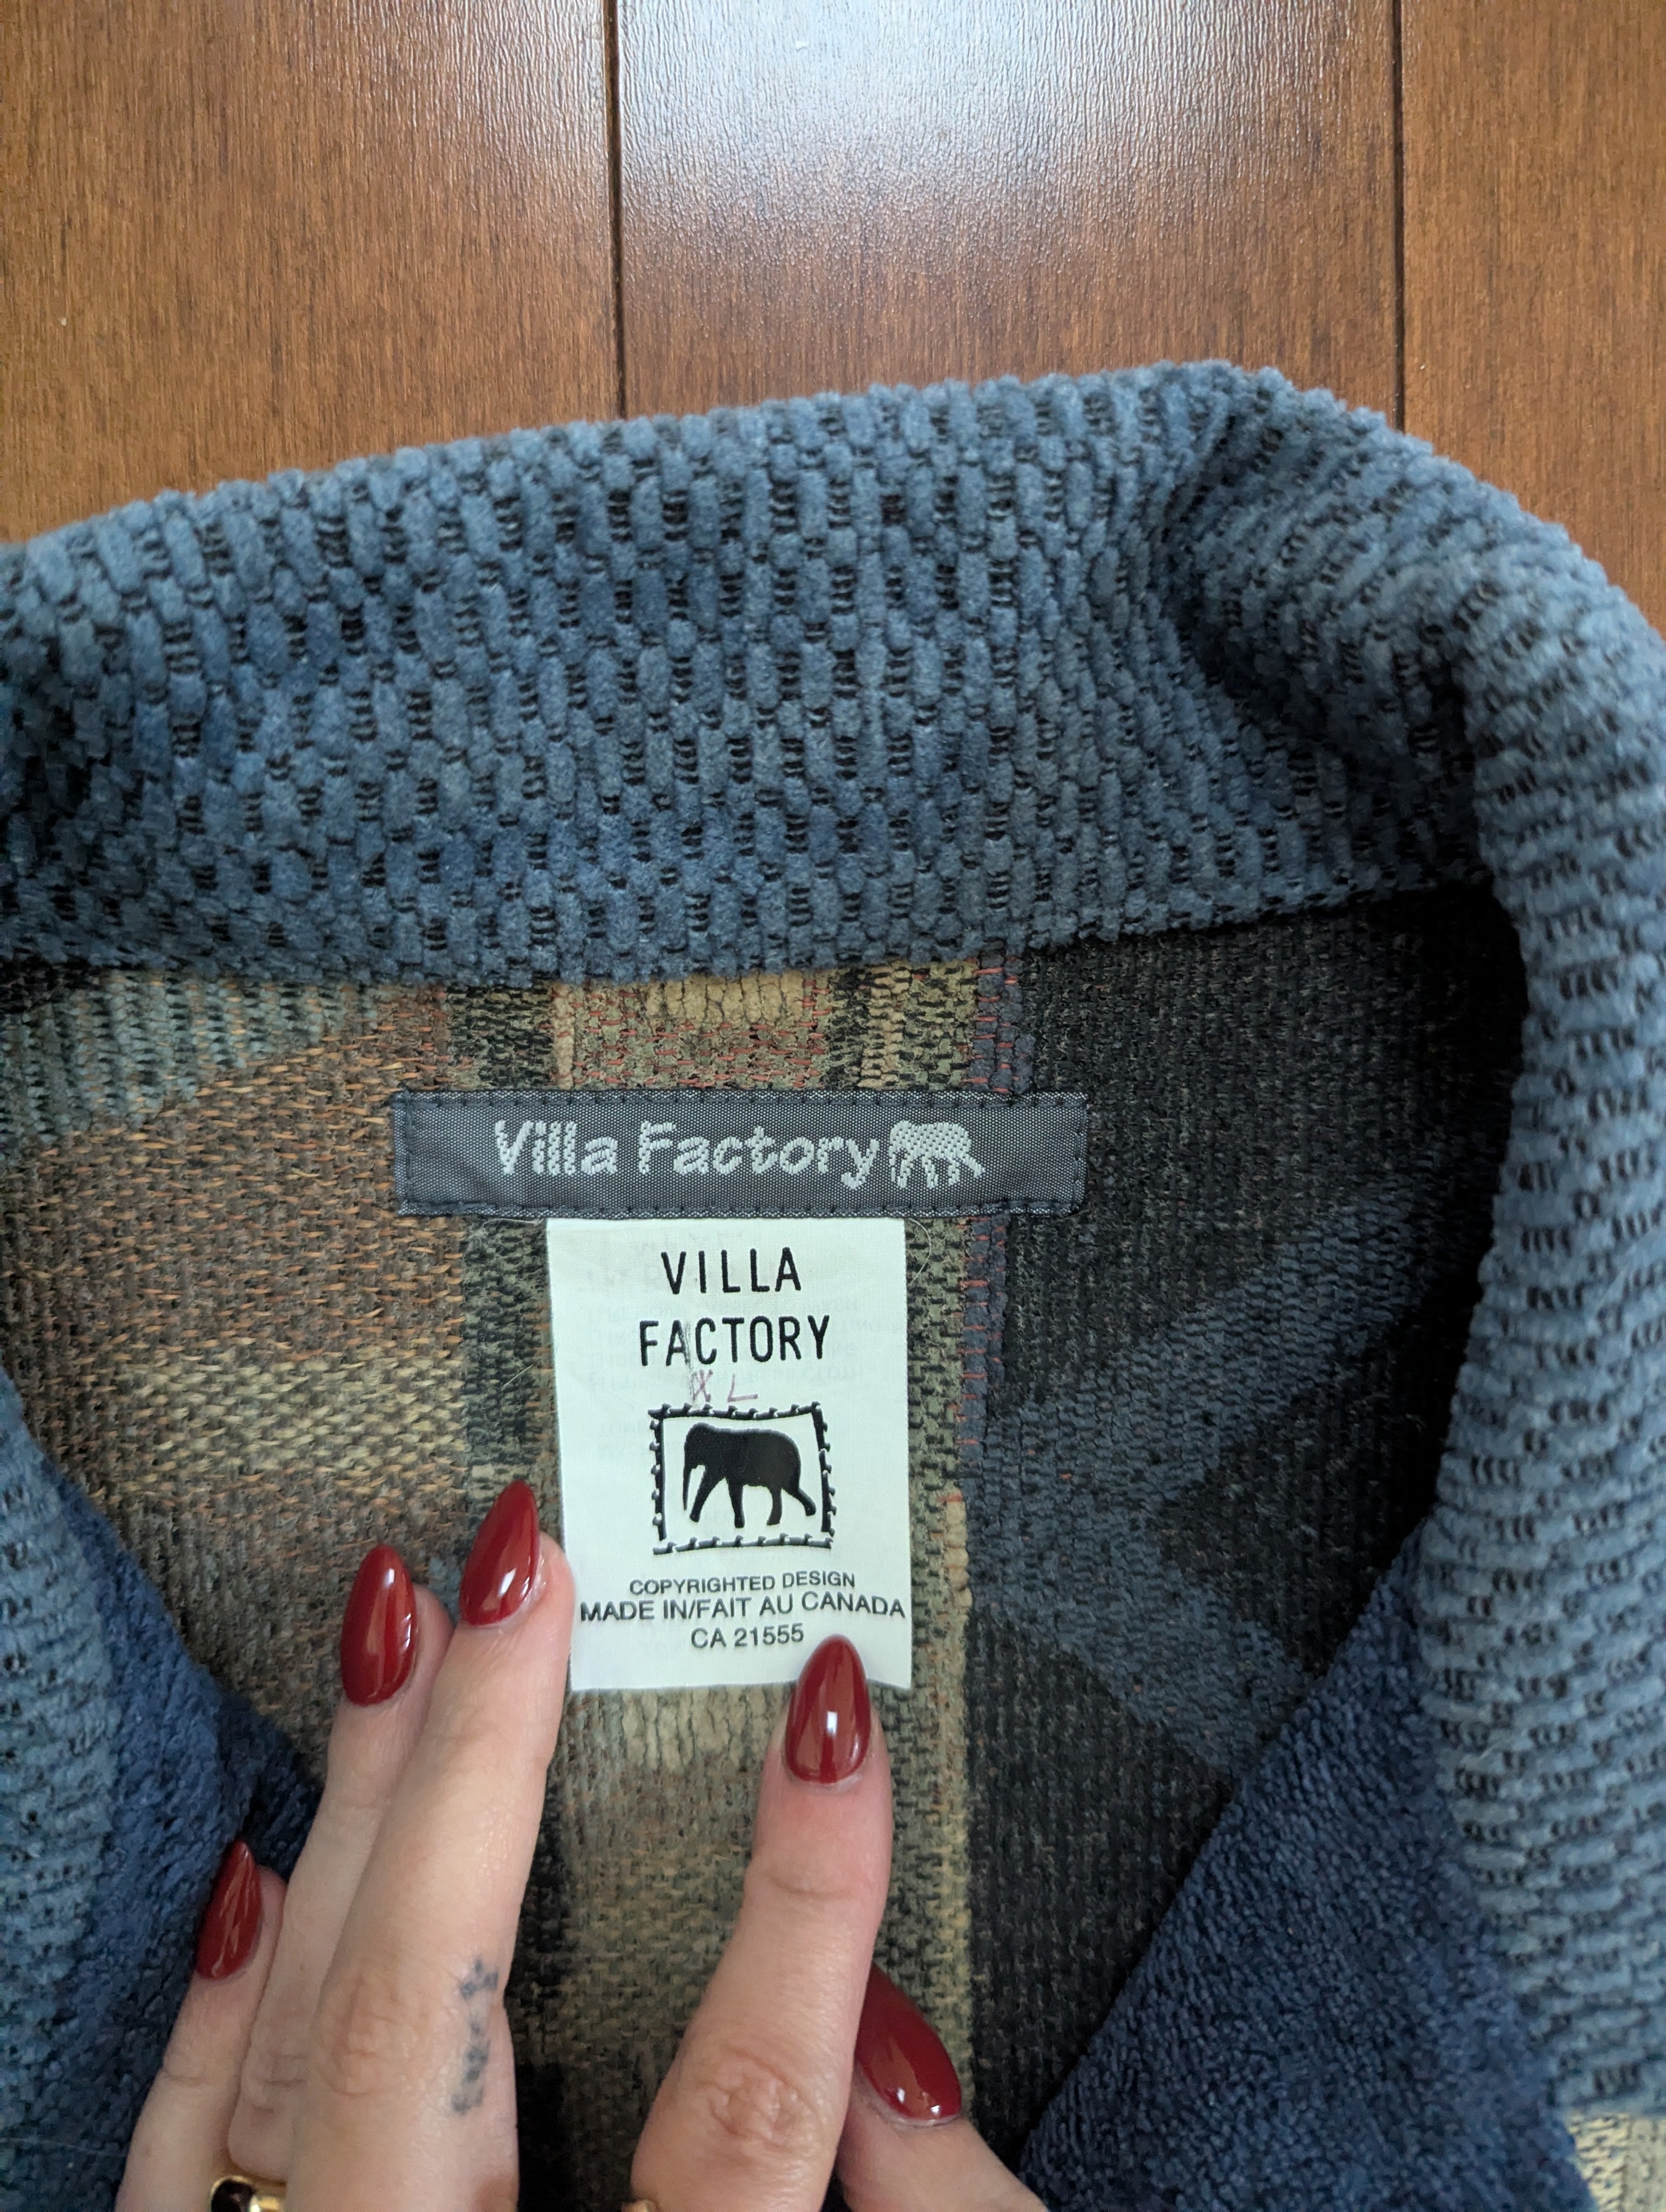 Villa Factory
VILLA
FACTORY
XL
COPYRIGHTED DESIGN
MADE IN/FAIT AU CANADA
CA 21555